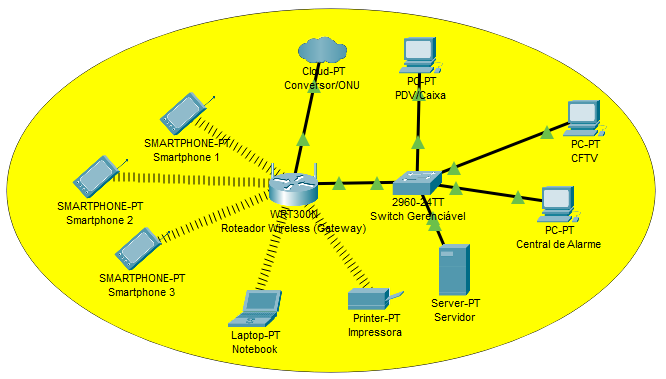 Cloud-PT
Conversor/ONU
PC-PT
PDV/Caixa
SMARTPHONE-PT
Smartphone 1
PC-PT
CFTV
SMARTPHONE-PT
Smartphone 2
WRT300N
Roteador Wireless (Gateway)
2960-24TT
Switch Gerenciável
PC-PT
Central de Alarme
SMARTPHONE-PT
Smartphone 3
Laptop-PT
Notebook
Printer-PT
Impressora
Server-PT
Servidor